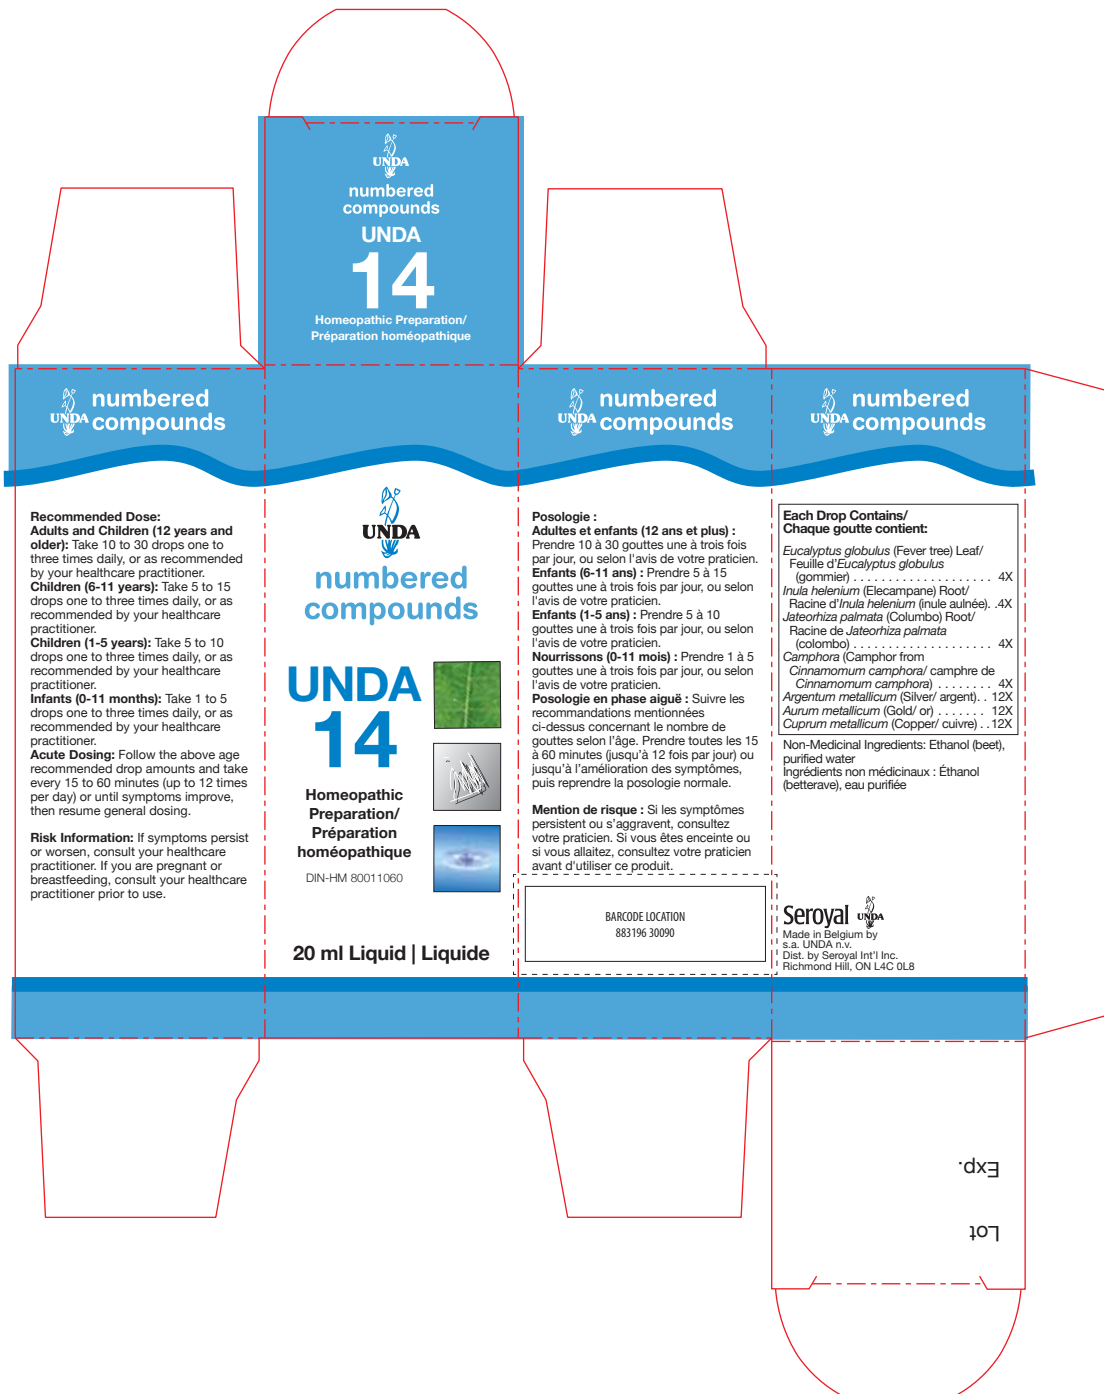 UNDA
numbered
compounds
UNDA
14
Homeopathic Preparation/
Préparation homéopathique
UNDA
numbered
compounds
UNDA
numbered
compounds
UNDA
numbered
compounds
Recommended Dose:
Adults and Children (12 years and
older): Take 10 to 30 drops one to
three times daily, or as recommended
by your healthcare practitioner.
Children (6-11 years): Take 5 to 15
drops one to three times daily, or as
recommended by your healthcare
practitioner.
Children (1-5 years): Take 5 to 10
drops one to three times daily, or as
recommended by your healthcare
practitioner.
Infants (0-11 months): Take 1 to 5
drops one to three times daily, or as
recommended by your healthcare
practitioner.
Acute Dosing: Follow the above age
recommended drop amounts and take
every 15 to 60 minutes (up to 12 times
per day) or until symptoms improve,
then resume general dosing.
Risk Information: If symptoms persist
or worsen, consult your healthcare
practitioner. If you are pregnant or
breastfeeding, consult your healthcare
practitioner prior to use.
UNDA
numbered
compounds
UNDA
14
Homeopathic
Preparation/
Préparation
homéopathique
DIN-HM 80011060
20 ml Liquid | Liquide
Posologie :
Adultes et enfants (12 ans et plus) :
Prendre 10 à 30 gouttes une à trois fois
par jour, ou selon l'avis de votre praticien.
Enfants (6-11 ans) : Prendre 5 à 15
gouttes une à trois fois par jour, ou selon
l'avis de votre praticien.
Enfants (1-5 ans) : Prendre 5 à 10
gouttes une à trois fois par jour, ou selon
l'avis de votre praticien.
Nourrissons (0-11 mois) : Prendre 1 à 5
gouttes une à trois fois par jour, ou selon
l'avis de votre praticien.
Posologie en phase aiguë : Suivre les
recommandations mentionnées
ci-dessus concernant le nombre de
gouttes selon l’âge. Prendre toutes les 15
à 60 minutes (jusqu’à 12 fois par jour) ou
jusqu’à l’amélioration des symptômes,
puis reprendre la posologie normale.
Mention de risque : Si les symptômes
persistent ou s’aggravent, consultez
votre praticien. Si vous êtes enceinte ou
si vous allaitez, consultez votre praticien
avant d'utiliser ce produit.
BARCODE LOCATION
883196 30090
Each Drop Contains/
Chaque goutte contient:
Eucalyptus globulus (Fever tree) Leaf/
Feuille d’Eucalyptus globulus
(gommier) . . . . . . . . . . . . . . . . . . . . 4X
Inula helenium (Elecampane) Root/
Racine d’Inula helenium (inule aulnée). .4X
Jateorhiza palmata (Columbo) Root/
Racine de Jateorhiza palmata
(colombo) . . . . . . . . . . . . . . . . . . . . 4X
Camphora (Camphor from
Cinnamomum camphora/ camphre de
Cinnamomum camphora) . . . . . . . . 4X
Argentum metallicum (Silver/ argent). . 12X
Aurum metallicum (Gold/ or) . . . . . . . 12X
Cuprum metallicum (Copper/ cuivre) . . 12X
Non-Medicinal Ingredients: Ethanol (beet),
purified water
Ingrédients non médicinaux : Éthanol
(betterave), eau purifiée
Seroyal UNDA
Made in Belgium by
s.a. UNDA n.v.
Dist. by Seroyal Int’l Inc.
Richmond Hill, ON L4C 0L8
Lot
Exp.